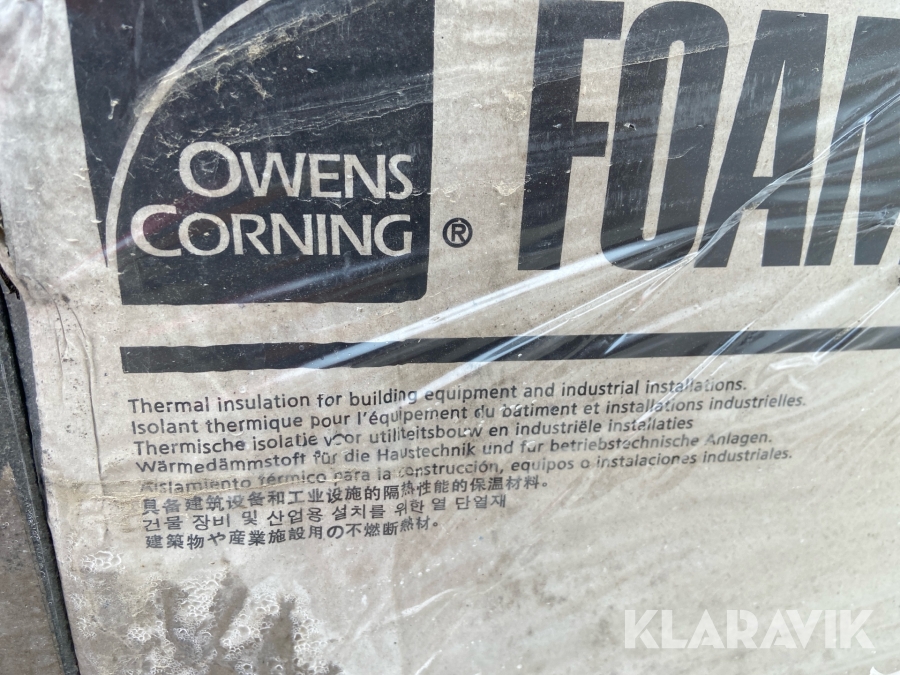 OWENS
CORNING ®
FOAM
Thermal insulation for building equipment and industrial installations.
Isolant thermique pour l'équipement du bâtiment et installations industrielles.
Thermische isolatie voor utiliteitsbouw en industriële installaties
Wärmedämmstoff für die Haustechnik und für betriebstechnische Anlagen.
Aislamiento térmico para la construcción, equipos o instalaciones industriales.
具备建筑设备和工业设施的隔热性能的保温材料。
건물 장비 및 산업용 설치를 위한 열 단열재
建築物や産業施設用の不燃断熱材。
KLARAVIK